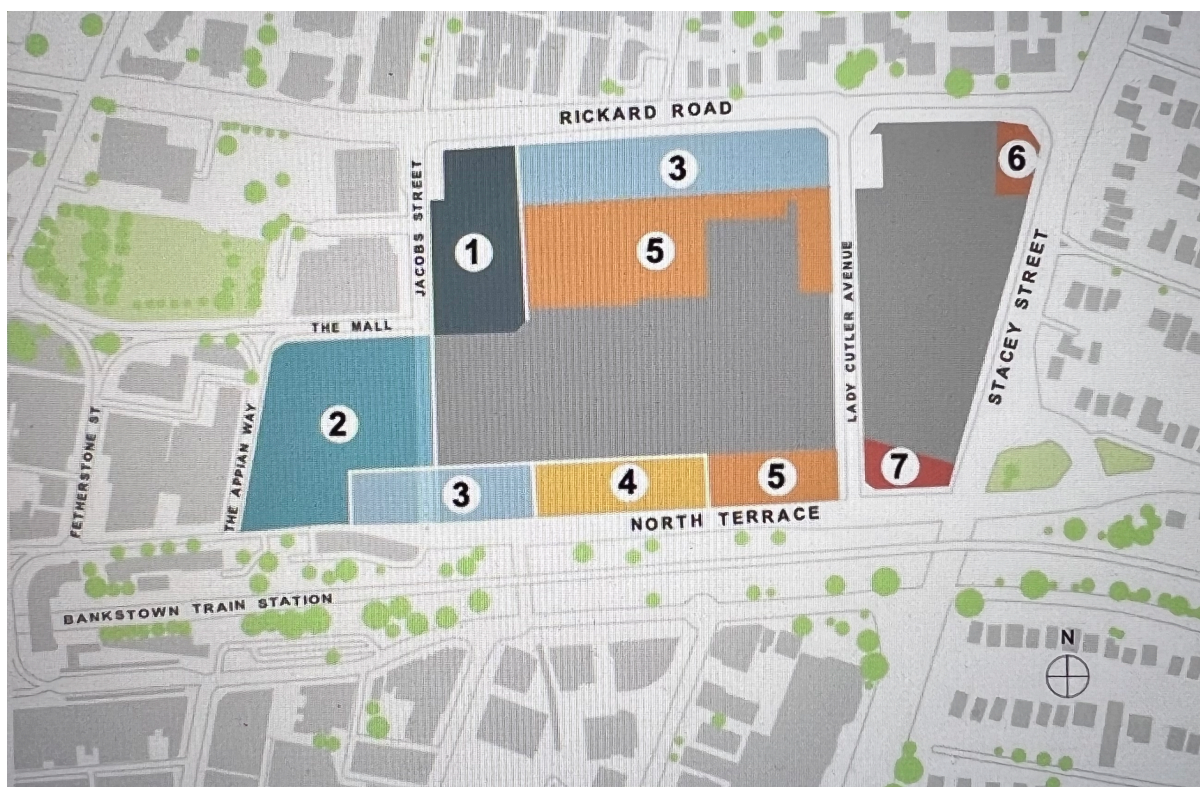 RICKARD ROAD
3
6
JACOBS STREET
1
5
LADY CUTLER AVENUE
STACEY STREET
THE MALL
2
FETHERSTONE ST
THE APPIAN WAY
3
4
5
7
NORTH TERRACE
BANKSTOWN TRAIN STATION
N